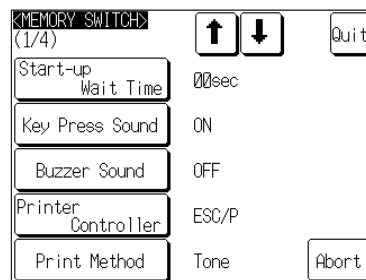 <MEMORY SWITCH>
(1/4)
Quit
Start-up
Wait Time
00sec
Key Press Sound
ON
Buzzer Sound
OFF
Printer
Controller
ESC/P
Print Method
Tone
Abort